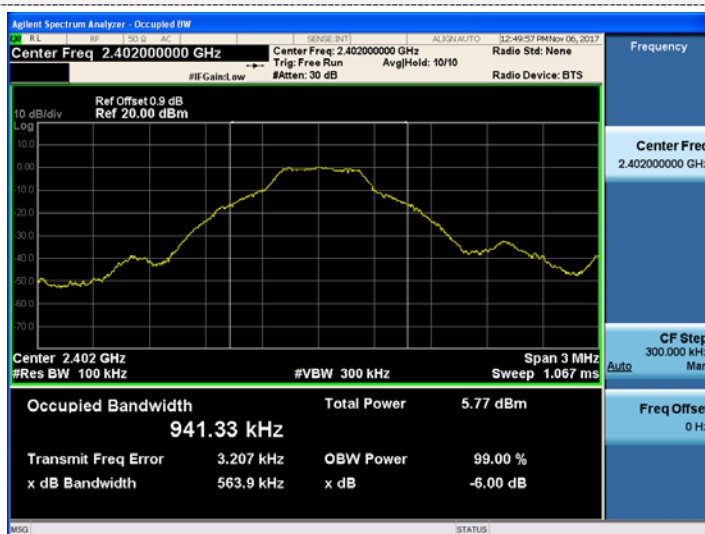 Agilent Spectrum Analyzer - Occupied BW
RL RF 50 Ω AC SENSE:INT ALIGN AUTO 12:49:57 PM Nov 06, 2017
Center Freq 2.402000000 GHz
Center Freq: 2.402000000 GHz
Radio Std: None
Trig: Free Run Avg|Hold: 10/10
#IFGain:Low
#Atten: 30 dB
Radio Device: BTS
Ref Offset 0.9 dB
10 dB/div Ref 20.00 dBm
Log
10.0
0.00
-10.0
-20.0
-30.0
-40.0
-50.0
-60.0
-70.0
Center 2.402 GHz
Span 3 MHz
#Res BW 100 kHz
#VBW 300 kHz
Sweep 1.067 ms
Occupied Bandwidth
941.33 kHz
Total Power 5.77 dBm
Transmit Freq Error 3.207 kHz
OBW Power 99.00 %
x dB Bandwidth 563.9 kHz
x dB -6.00 dB
MSG
STATUS
Frequency
Center Freq
2.402000000 GHz
CF Step
300.000 kHz
Auto Man
Freq Offset
0 Hz